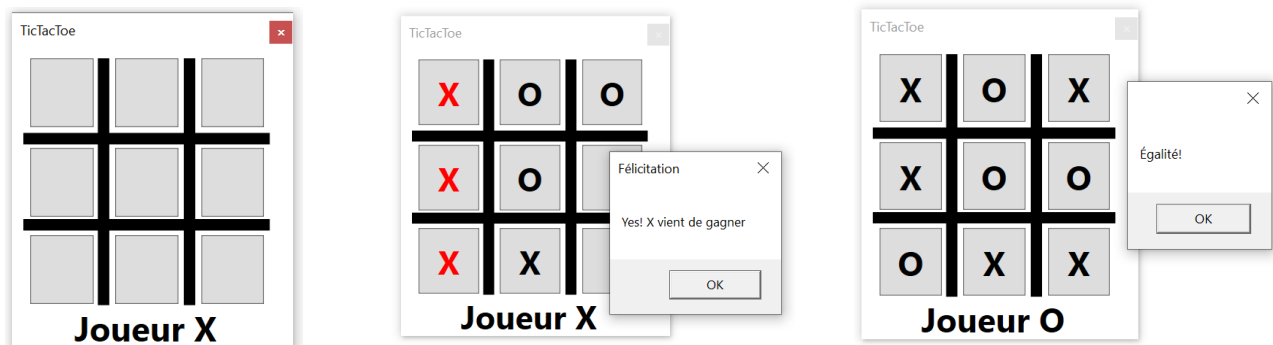 TicTacToe
Joueur X
TicTacToe
X O O
X O
X X
Joueur X
Félicitation
Yes! X vient de gagner
OK
TicTacToe
X O X
X O O
O X X
Joueur O
Égalité!
OK